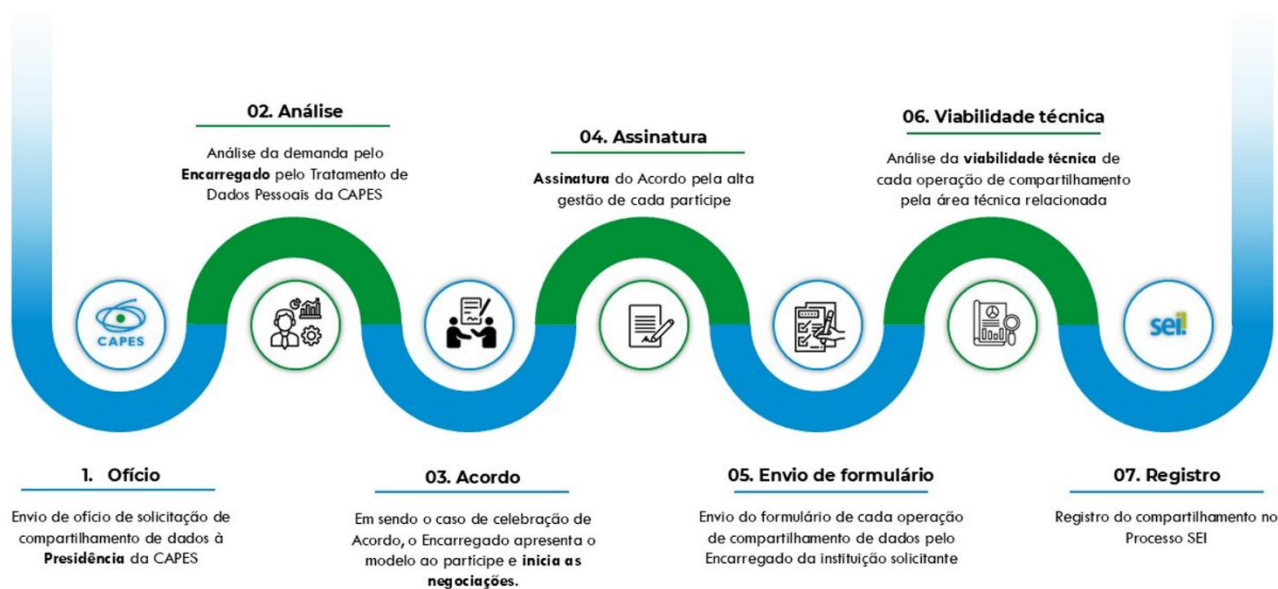 1. Ofício
Envio de ofício de solicitação de
compartilhamento de dados à
Presidência da CAPES
CAPES
02. Análise
Análise da demanda pelo
Encarregado pelo Tratamento de
Dados Pessoais da CAPES
03. Acordo
Em sendo o caso de celebração de
Acordo, o Encarregado apresenta o
modelo ao partícipe e inicia as
negociações.
04. Assinatura
Assinatura do Acordo pela alta
gestão de cada partícipe
05. Envio de formulário
Envio do formulário de cada operação
de compartilhamento de dados pelo
Encarregado da instituição solicitante
06. Viabilidade técnica
Análise da viabilidade técnica de
cada operação de compartilhamento
pela área técnica relacionada
sei!
07. Registro
Registro do compartilhamento no
Processo SEI